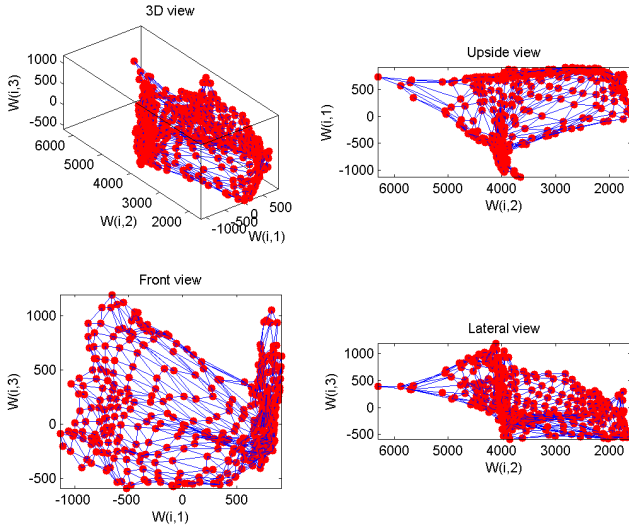 3D view
1000
500
0
-500
W(i,3)
6000
5000
4000
3000
2000
W(i,2)
-1000
0
500
W(i,1)
Upside view
500
0
-500
-1000
W(i,1)
6000
5000
4000
3000
2000
W(i,2)
Front view
1000
500
0
-500
W(i,3)
-1000
-500
0
500
W(i,1)
Lateral view
1000
500
0
-500
W(i,3)
6000
5000
4000
3000
2000
W(i,2)